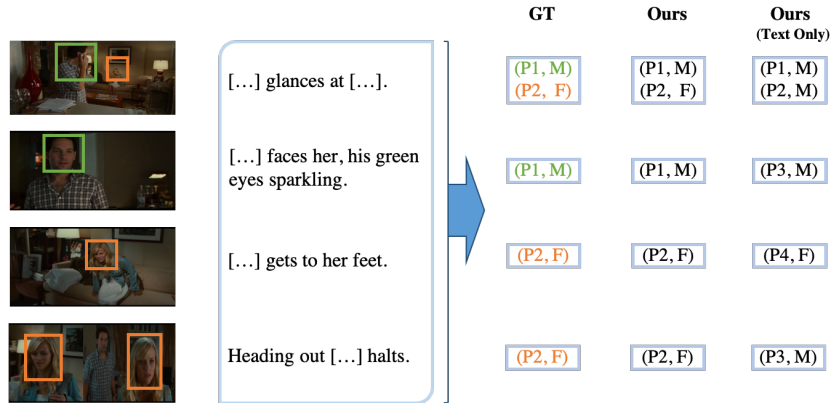 GT Ours Ours
(Text Only)
[…] glances at […].
(P1, M) (P1, M) (P1, M)
(P2, F) (P2, F) (P2, M)
[…] faces her, his green
eyes sparkling.
(P1, M) (P1, M) (P3, M)
[…] gets to her feet.
(P2, F) (P2, F) (P4, F)
Heading out […] halts.
(P2, F) (P2, F) (P3, M)